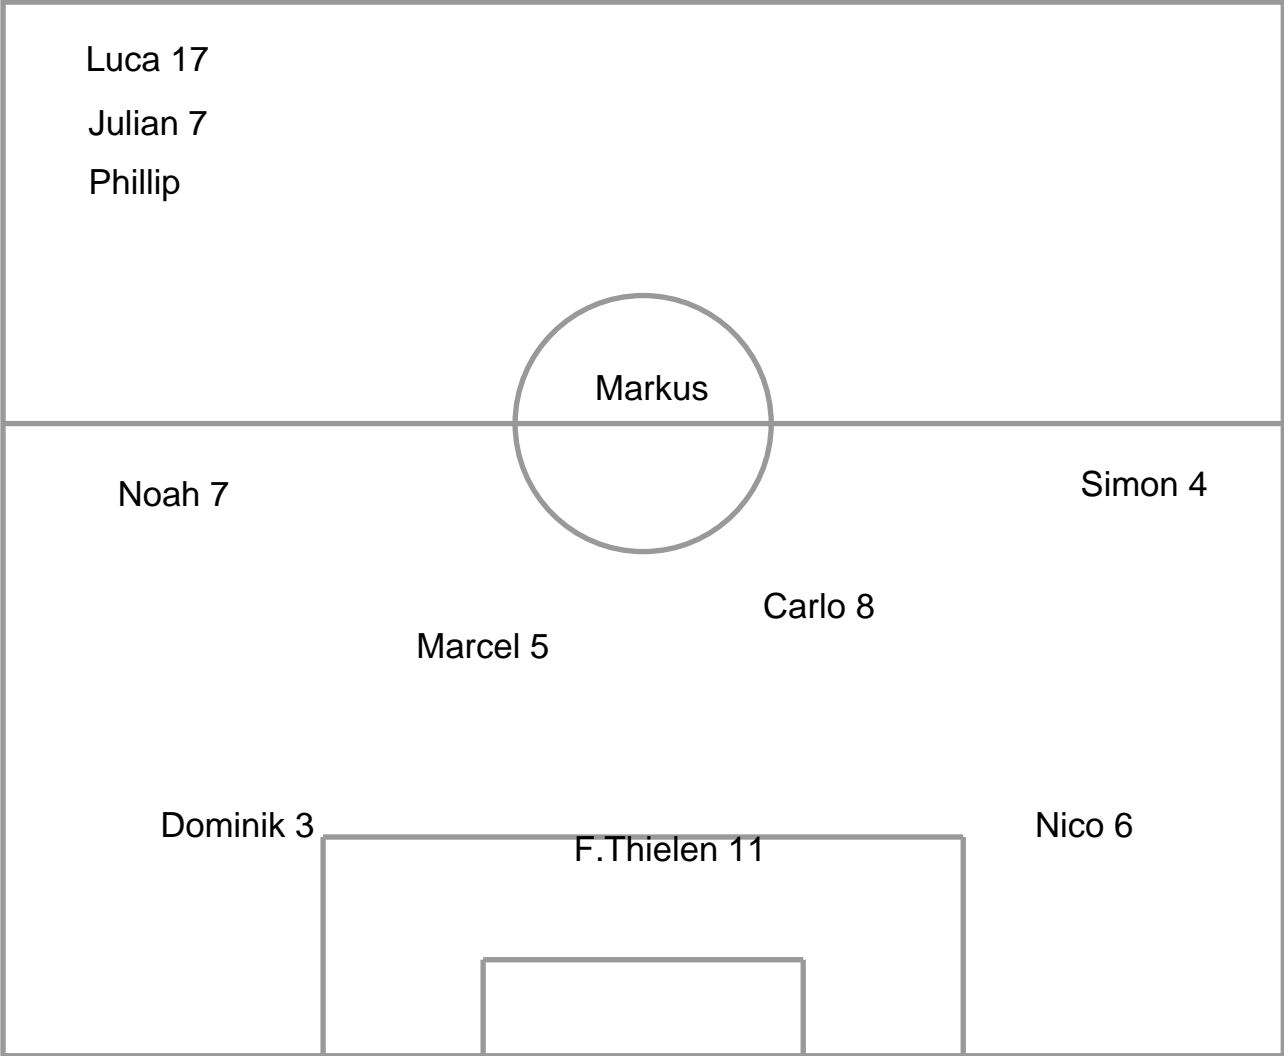 Luca 17
Julian 7
Phillip
Markus
Noah 7
Simon 4
Carlo 8
Marcel 5
Dominik 3
F.Thielen 11
Nico 6